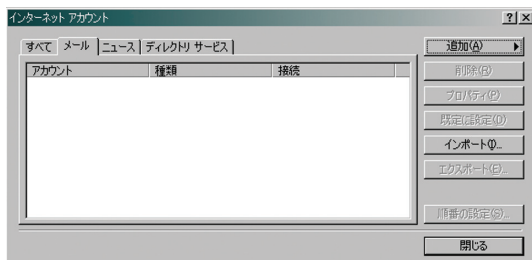 インターネット アカウント
すべて メール ニュース ディレクトリ サービス
アカウント 種類 接続
追加(A)
削除(R)
プロパティ(P)
既定に設定(D)
インポート(I)...
エクスポート(E)...
順番の設定(S)...
閉じる